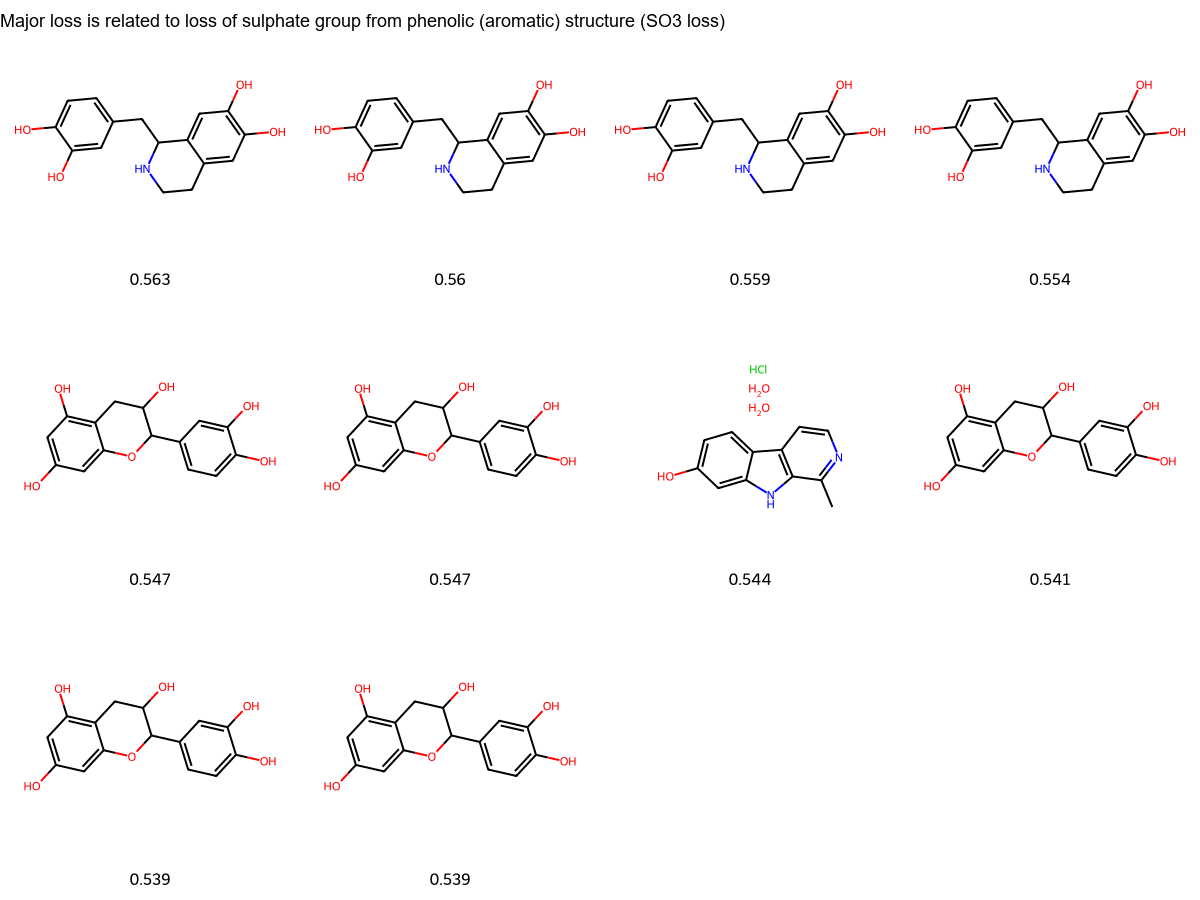 Major loss is related to loss of sulphate group from phenolic (aromatic) structure (SO3 loss)
OH OH OH OH
HO OH HO OH HO OH HO OH
HN HN HN HN
HO HO HO HO
0.563 0.56 0.559 0.554
HCl
H2O
H2O
OH OH OH OH OH OH
OH OH OH
N
HO
O OH O OH O OH
HO HO N
H HO
0.547 0.547 0.544 0.541
OH OH OH OH
OH OH
O OH O OH
HO HO
0.539 0.539